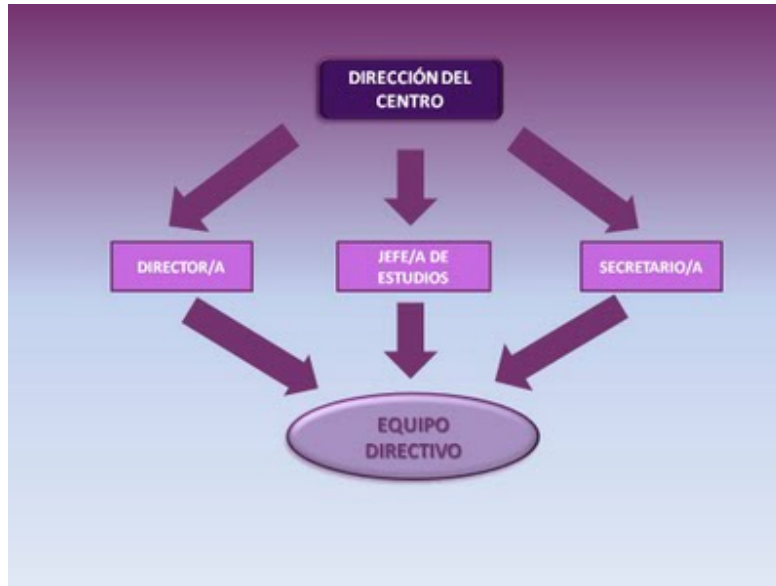 DIRECCIÓN DEL
CENTRO
DIRECTOR/A
JEFE/A DE
ESTUDIOS
SECRETARIO/A
EQUIPO
DIRECTIVO